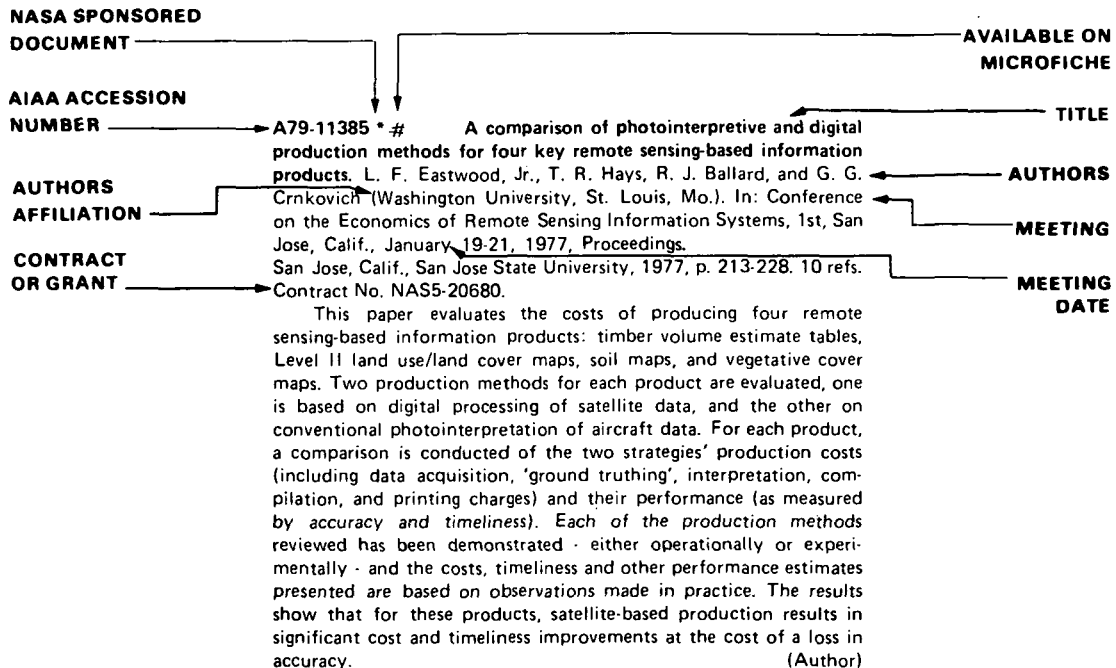 NASA SPONSORED
DOCUMENT
AVAILABLE ON
MICROFICHE
AIAA ACCESSION
NUMBER
TITLE
A79-11385 * # A comparison of photointerpretive and digital
production methods for four key remote sensing-based information
products. L. F. Eastwood, Jr., T. R. Hays, R. J. Ballard, and G. G.
Crnkovich (Washington University, St. Louis, Mo.). In: Conference
on the Economics of Remote Sensing Information Systems, 1st, San
Jose, Calif., January 19-21, 1977, Proceedings.
San Jose, Calif., San Jose State University, 1977, p. 213-228. 10 refs.
Contract No. NAS5-20680.
AUTHORS
AUTHORS
AFFILIATION
MEETING
CONTRACT
OR GRANT
MEETING
DATE
This paper evaluates the costs of producing four remote
sensing-based information products: timber volume estimate tables,
Level II land use/land cover maps, soil maps, and vegetative cover
maps. Two production methods for each product are evaluated, one
is based on digital processing of satellite data, and the other on
conventional photointerpretation of aircraft data. For each product,
a comparison is conducted of the two strategies' production costs
(including data acquisition, 'ground truthing', interpretation, com-
pilation, and printing charges) and their performance (as measured
by accuracy and timeliness). Each of the production methods
reviewed has been demonstrated - either operationally or experi-
mentally - and the costs, timeliness and other performance estimates
presented are based on observations made in practice. The results
show that for these products, satellite-based production results in
significant cost and timeliness improvements at the cost of a loss in
accuracy. (Author)